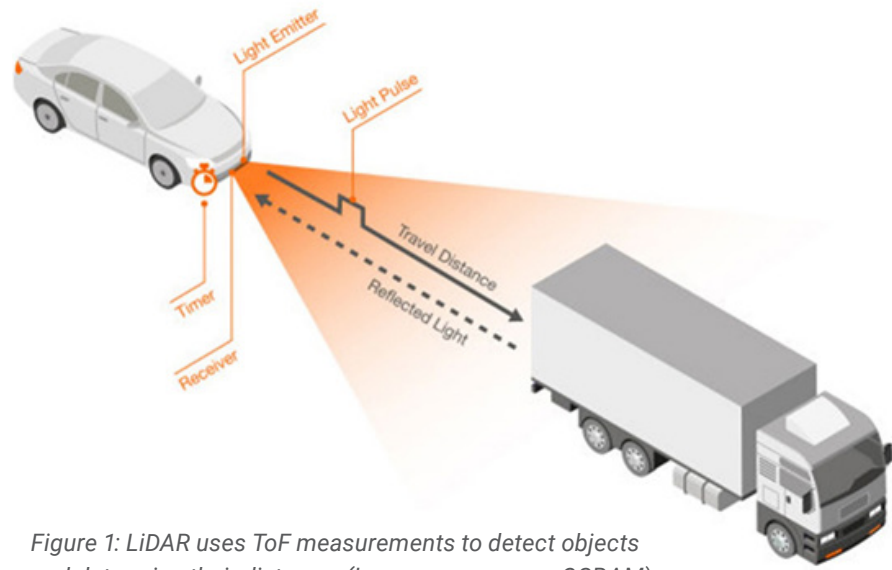 Light Emitter
Light Pulse
Travel Distance
Reflected Light
Timer
Receiver
Figure 1: LiDAR uses ToF measurements to detect objects